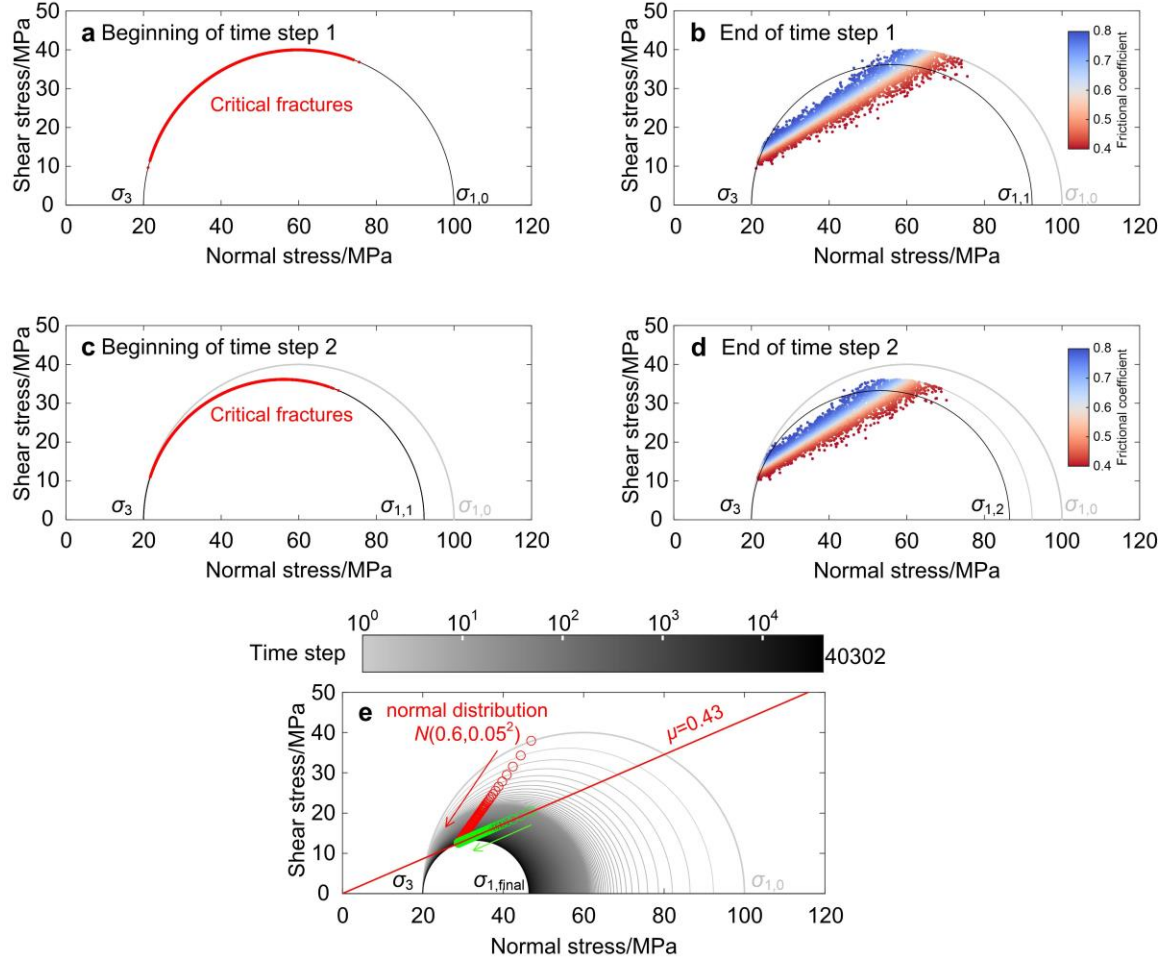 a Beginning of time step 1
50
40
30
20
10
0
Shear stress/MPa
Critical fractures
σ3
σ1,0
0 20 40 60 80 100 120
Normal stress/MPa
b End of time step 1
50
40
30
20
10
0
Shear stress/MPa
0.8
0.7
0.6
0.5
0.4
Frictional coefficient
σ3
σ1,1
σ1,0
0 20 40 60 80 100 120
Normal stress/MPa
c Beginning of time step 2
50
40
30
20
10
0
Shear stress/MPa
Critical fractures
σ3
σ1,1
σ1,0
0 20 40 60 80 100 120
Normal stress/MPa
d End of time step 2
50
40
30
20
10
0
Shear stress/MPa
0.8
0.7
0.6
0.5
0.4
Frictional coefficient
σ3
σ1,2
σ1,0
0 20 40 60 80 100 120
Normal stress/MPa
10^0 10^1 10^2 10^3 10^4
Time step
40302
e
50
40
30
20
10
0
Shear stress/MPa
normal distribution
N(0.6,0.05²)
μ=0.43
σ3
σ1,final
σ1,0
0 20 40 60 80 100 120
Normal stress/MPa